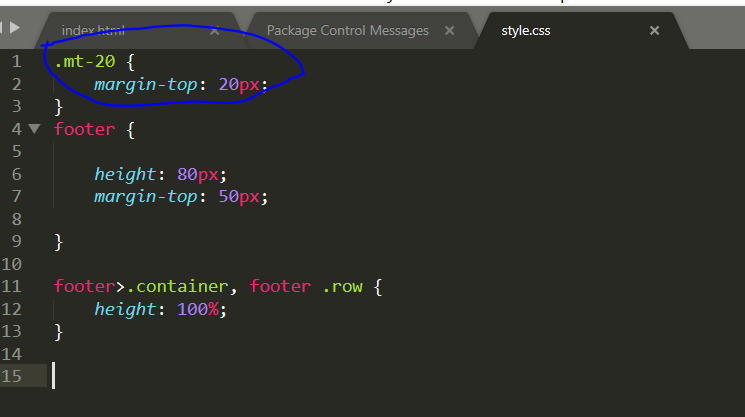 index.html × Package Control Messages × style.css ×
1 .mt-20 {
2     margin-top: 20px;
3 }
4 footer {
5
6     height: 80px;
7     margin-top: 50px;
8
9 }
10
11 footer>.container, footer .row {
12     height: 100%;
13 }
14
15